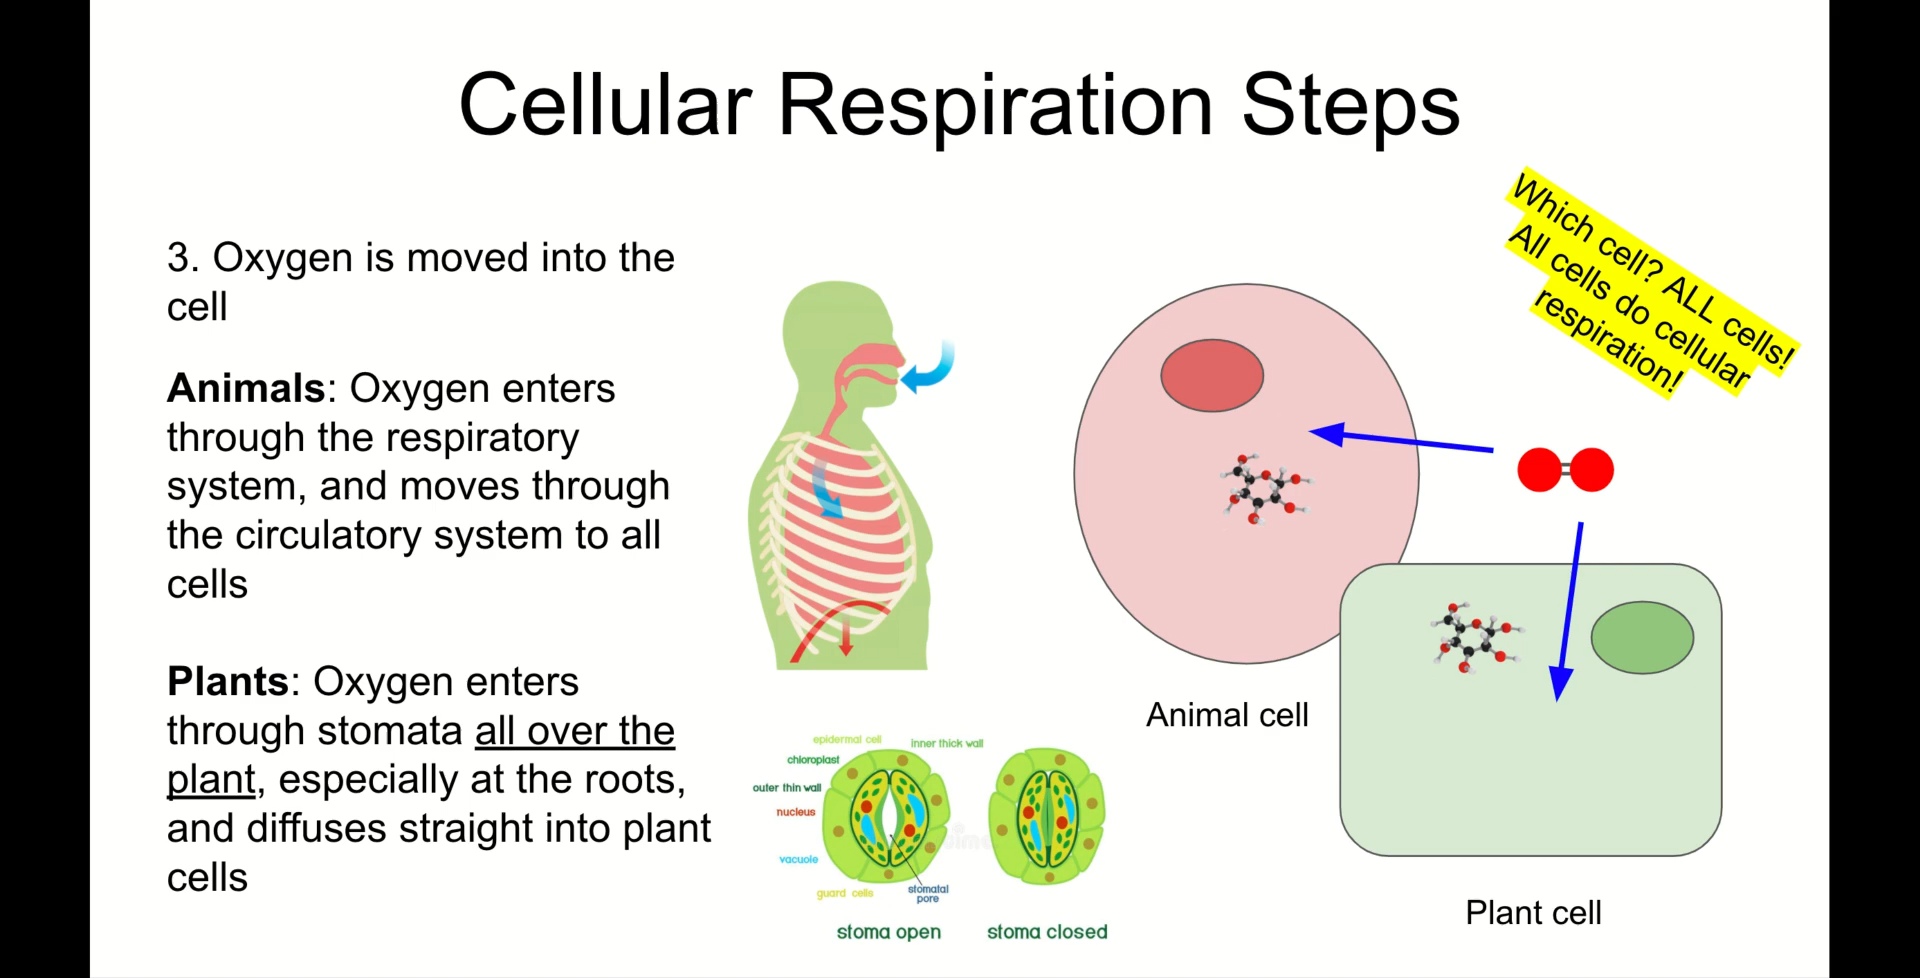 Cellular Respiration Steps
Which cell? ALL cells!
All cells do cellular
respiration!
3. Oxygen is moved into the
cell
Animals: Oxygen enters
through the respiratory
system, and moves through
the circulatory system to all
cells
Plants: Oxygen enters
through stomata all over the
plant, especially at the roots,
and diffuses straight into plant
cells
Animal cell
Plant cell
epidermal cell
inner thick wall
chloroplast
outer thin wall
nucleus
vacuole
guard cells
stomatal
pore
stoma open
stoma closed